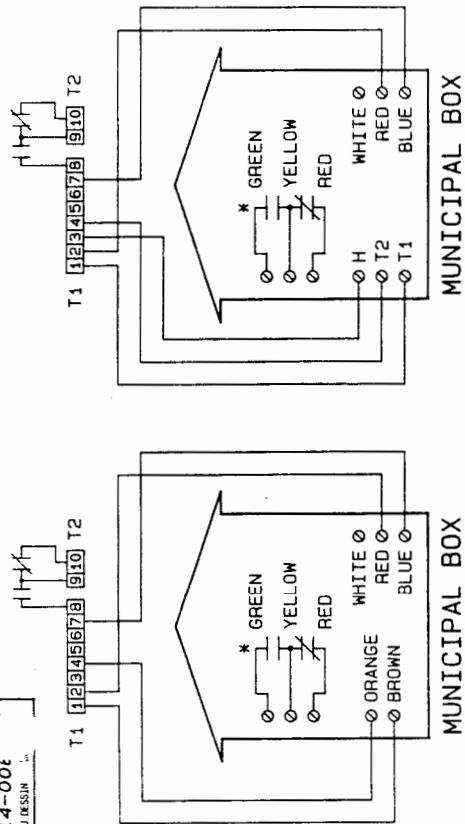 4-00
DESSIN
T1 1 2 3 4 5 6 7 8 9 10 T2
* GREEN
YELLOW
RED
ORANGE
BROWN
WHITE
RED
BLUE
MUNICIPAL BOX
T1 1 2 3 4 5 6 7 8 9 10 T2
* GREEN
YELLOW
RED
H
T2
T1
WHITE
RED
BLUE
MUNICIPAL BOX